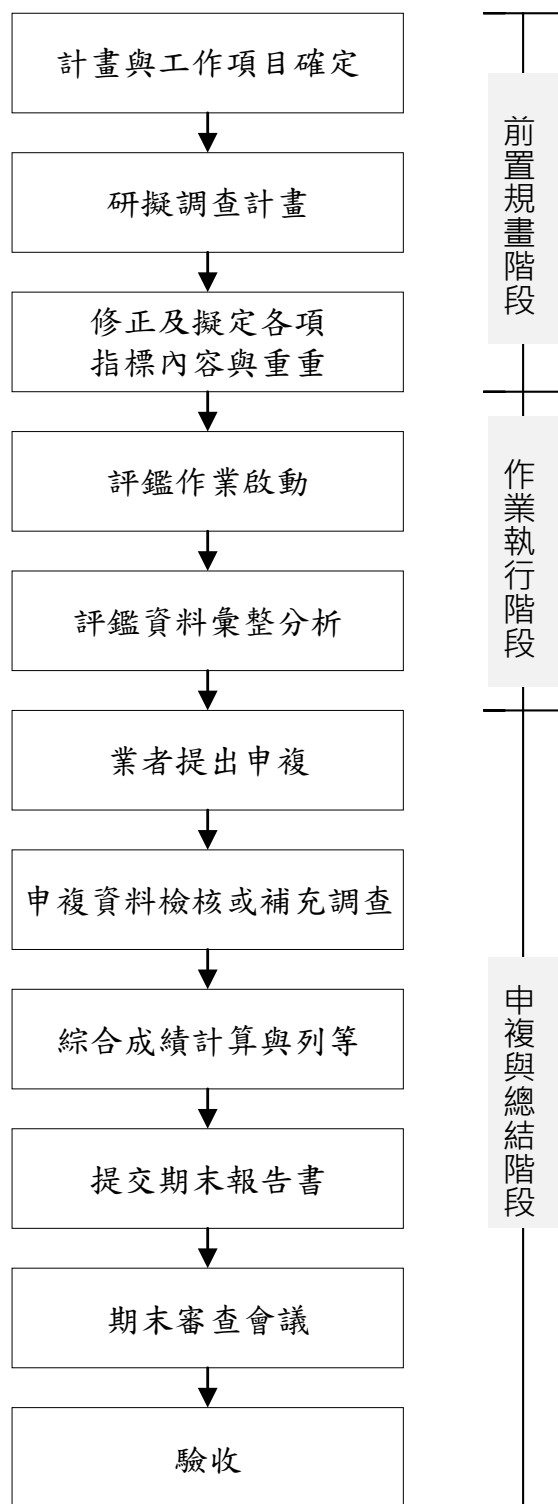 計畫與工作項目確定
研擬調查計畫
修正及擬定各項
指標內容與重重
評鑑作業啟動
評鑑資料彙整分析
業者提出申複
申複資料檢核或補充調查
綜合成績計算與列等
提交期末報告書
期末審查會議
驗收
前置規畫階段
作業執行階段
申複與總結階段